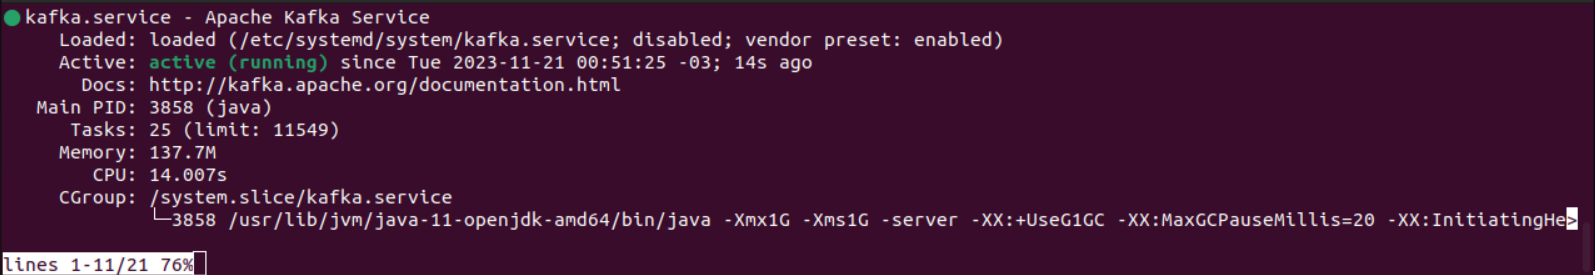 ● kafka.service - Apache Kafka Service
Loaded: loaded (/etc/systemd/system/kafka.service; disabled; vendor preset: enabled)
Active: active (running) since Tue 2023-11-21 00:51:25 -03; 14s ago
Docs: http://kafka.apache.org/documentation.html
Main PID: 3858 (java)
Tasks: 25 (limit: 11549)
Memory: 137.7M
CPU: 14.007s
CGroup: /system.slice/kafka.service
└─3858 /usr/lib/jvm/java-11-openjdk-amd64/bin/java -Xmx1G -Xms1G -server -XX:+UseG1GC -XX:MaxGCPauseMillis=20 -XX:InitiatingHe>
lines 1-11/21 76%